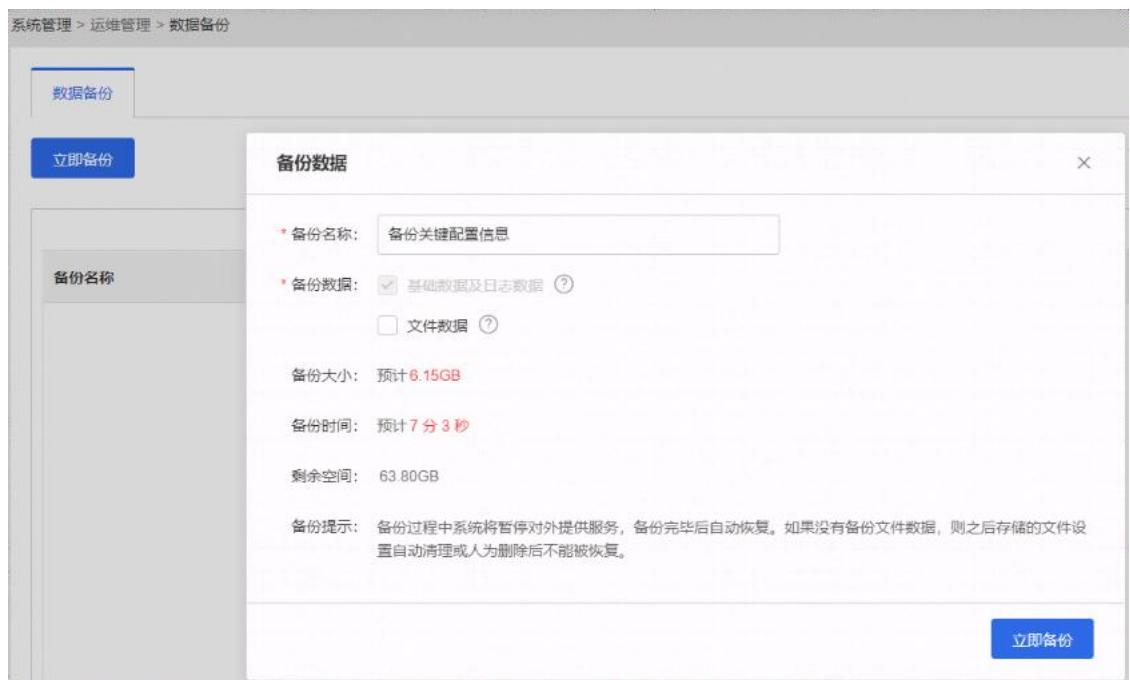 系统管理 > 运维管理 > 数据备份
数据备份
立即备份
备份数据
* 备份名称： 备份关键配置信息
备份名称
* 备份数据： 基础数据及日志数据 ?
文件数据 ?
备份大小： 预计6.15GB
备份时间： 预计7 分 3 秒
剩余空间： 63.80GB
备份提示： 备份过程中系统将暂停对外提供服务，备份完毕后自动恢复。如果没有备份文件数据，则之后存储的文件设
置自动清理或人为删除后不能被恢复。
立即备份